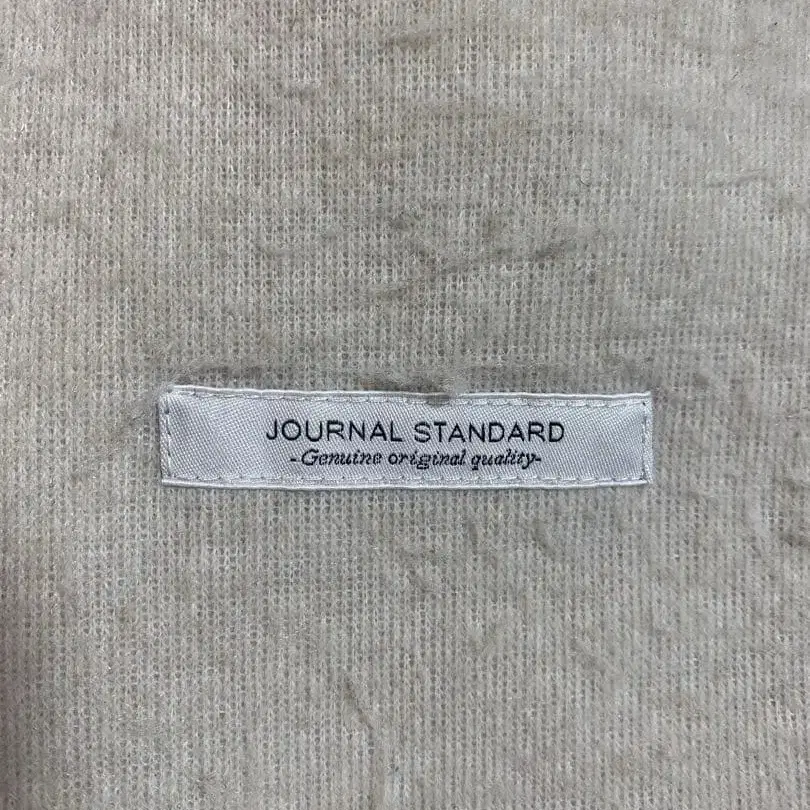 JOURNAL STANDARD
-Genuine original quality-